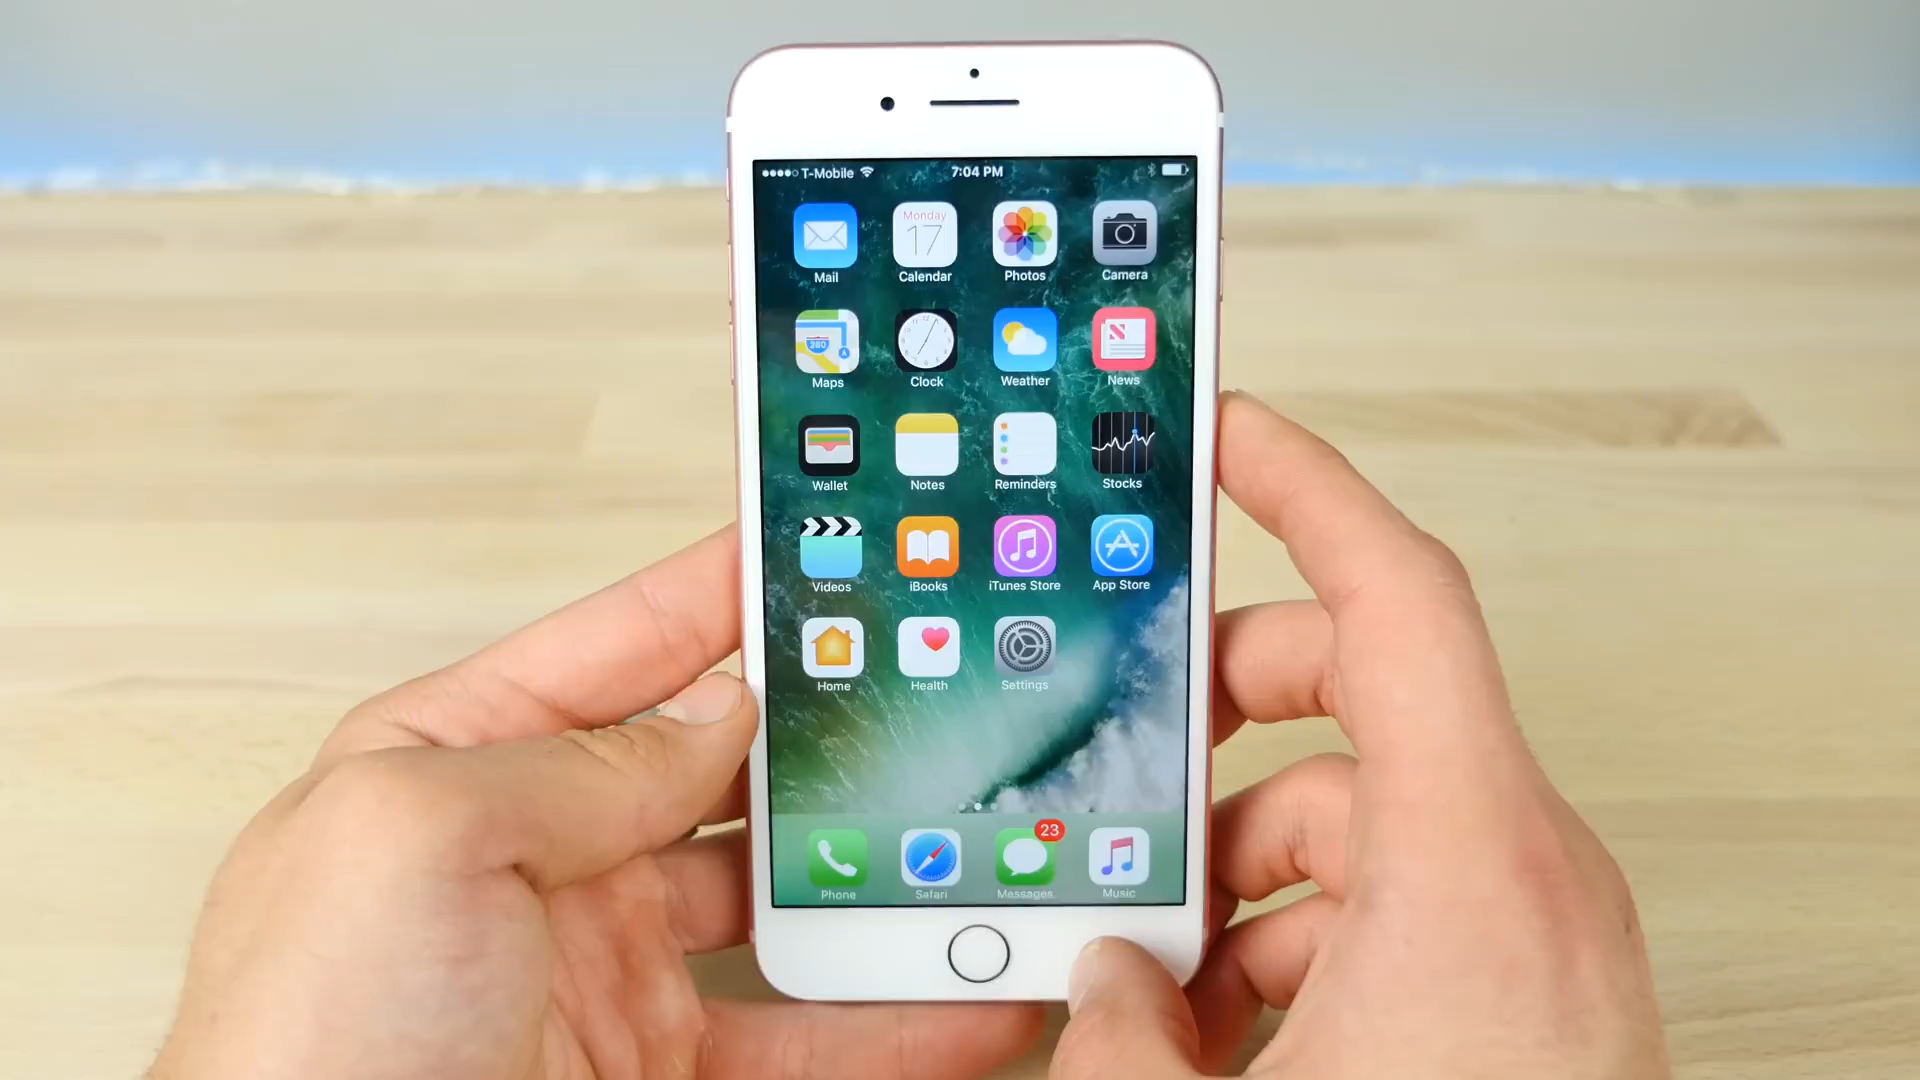 T-Mobile 7:04 PM
Monday
17
Mail Calendar Photos Camera
280
Maps Clock Weather News
Wallet Notes Reminders Stocks
Videos iBooks iTunes Store App Store
Home Health Settings
23
Phone Safari Messages Music